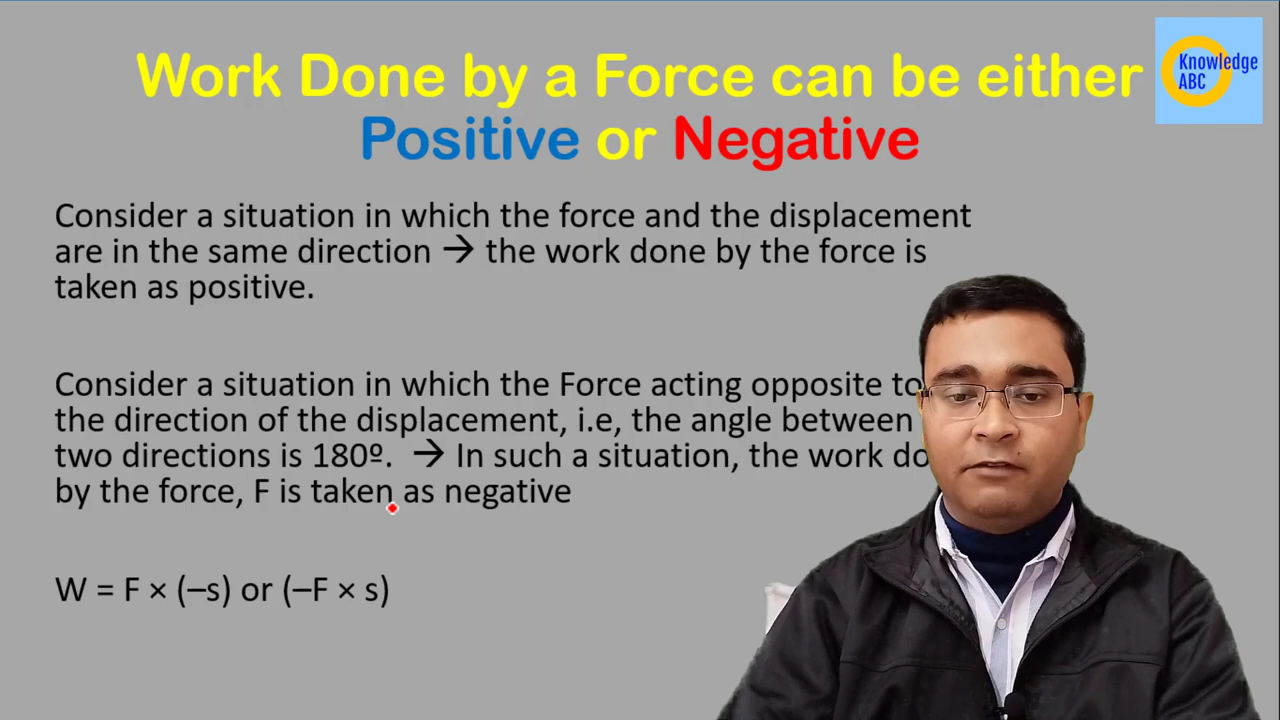 Work Done by a Force can be either
Positive or Negative
Knowledge
ABC
Consider a situation in which the force and the displacement
are in the same direction → the work done by the force is
taken as positive.
Consider a situation in which the Force acting opposite to
the direction of the displacement, i.e, the angle between
two directions is 180º. → In such a situation, the work do
by the force, F is taken as negative
W = F × (–s) or (–F × s)